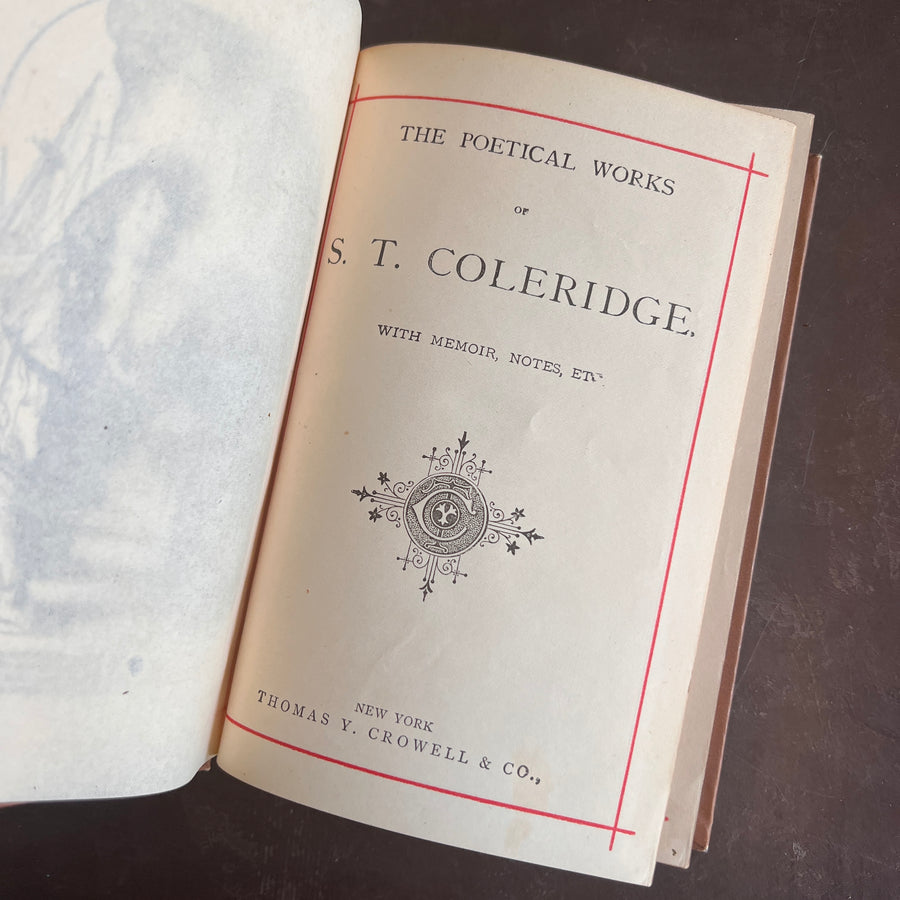 THE POETICAL WORKS
OF
S. T. COLERIDGE.
WITH MEMOIR, NOTES, ETC
NEW YORK
THOMAS Y. CROWELL & CO.,